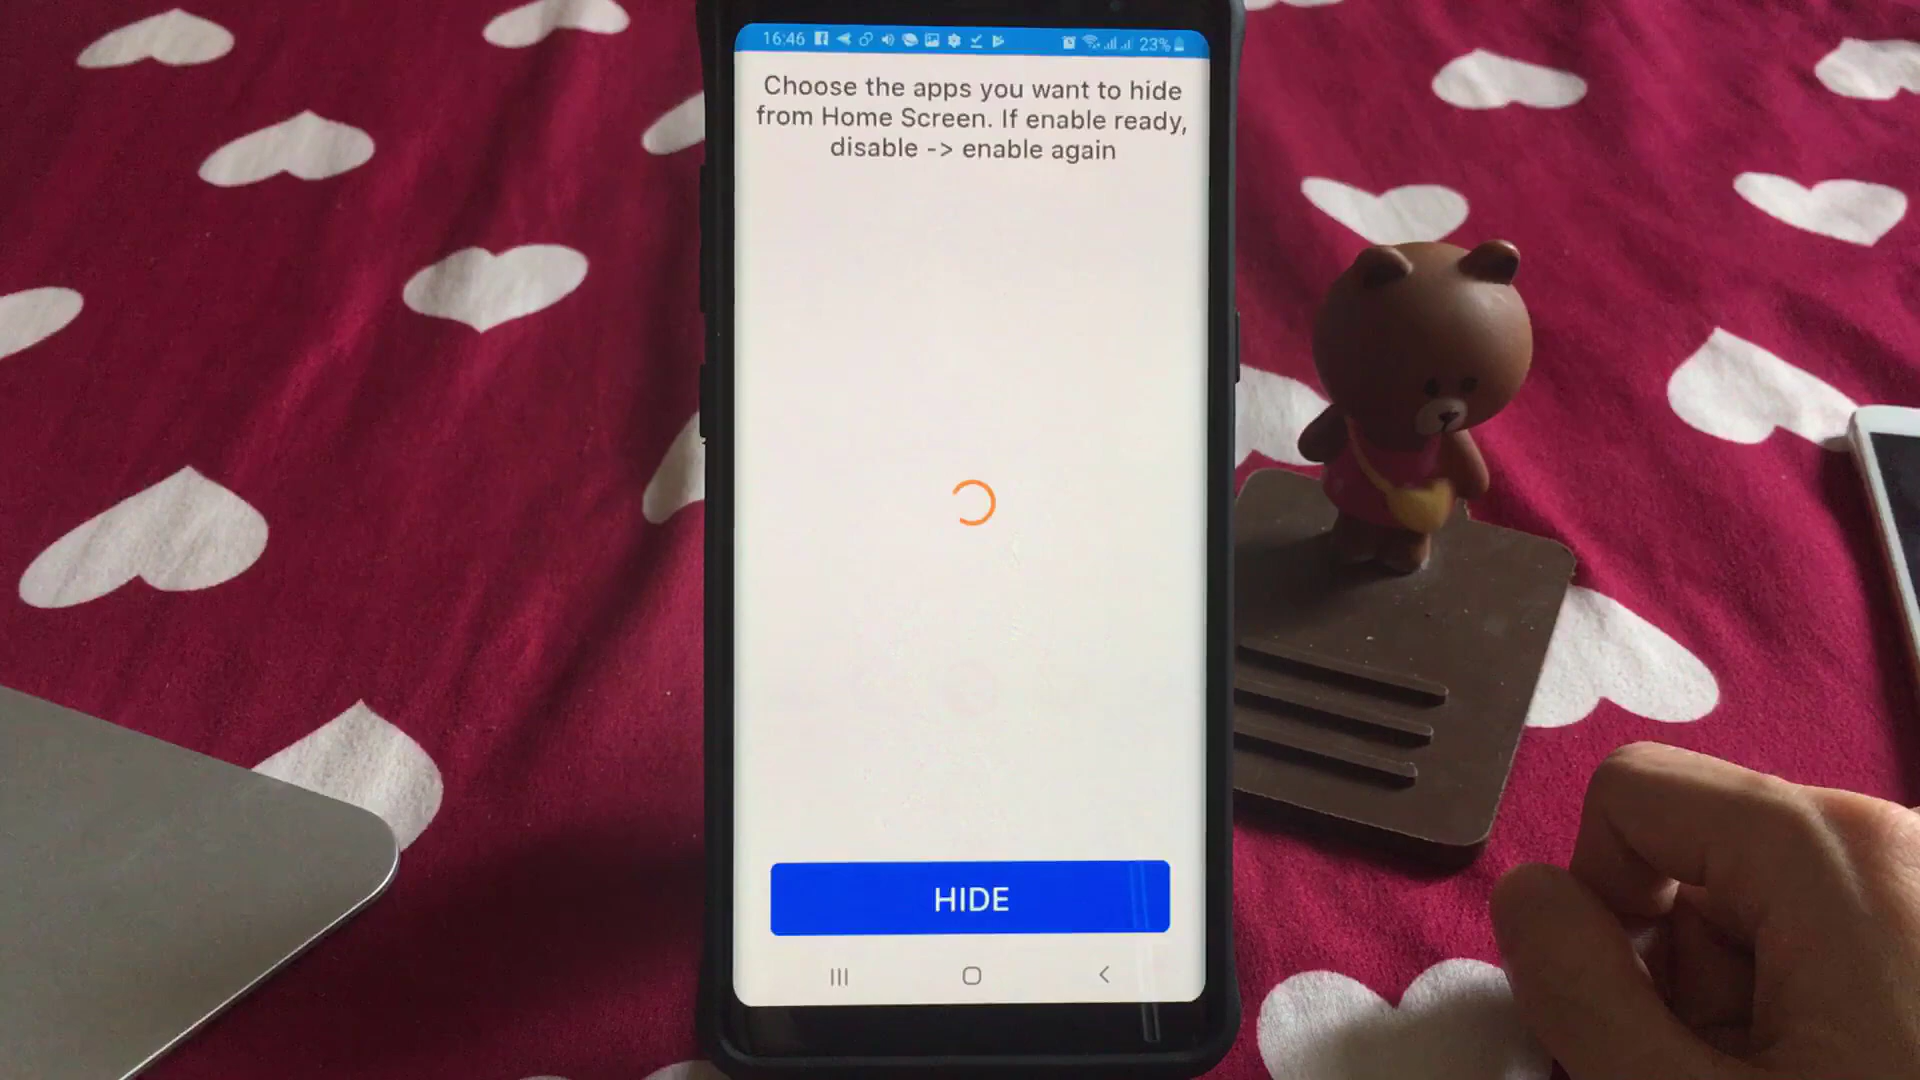 16:46
23%
Choose the apps you want to hide
from Home Screen. If enable ready,
disable -> enable again
HIDE